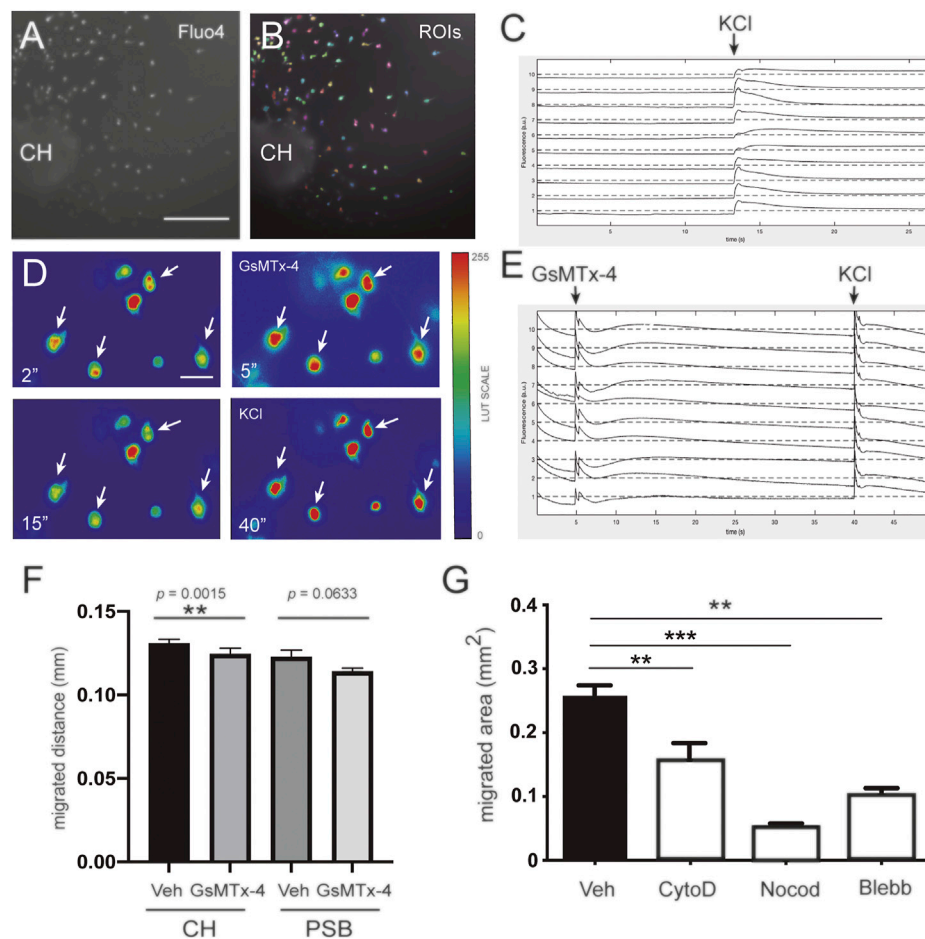 A
Fluo4
CH
B
ROIs
CH
C
KCl
Fluorescence (a.u.)
10
9
8
7
6
5
4
3
2
1
0
5
10
15
20
25
time (s)
D
2"
GsMTx-4
5"
15"
KCl
40"
255
LUT SCALE
0
E
GsMTx-4
KCl
Fluorescence (a.u.)
10
9
8
7
6
5
4
3
2
1
5
10
15
20
25
30
35
40
45
time (s)
F
p = 0.0015
p = 0.0633
**
migrated distance (mm)
0.15
0.10
0.05
0.00
Veh GsMTx-4 Veh GsMTx-4
CH PSB
G
**
***
**
migrated area (mm²)
0.4
0.3
0.2
0.1
0
Veh CytoD Nocod Blebb